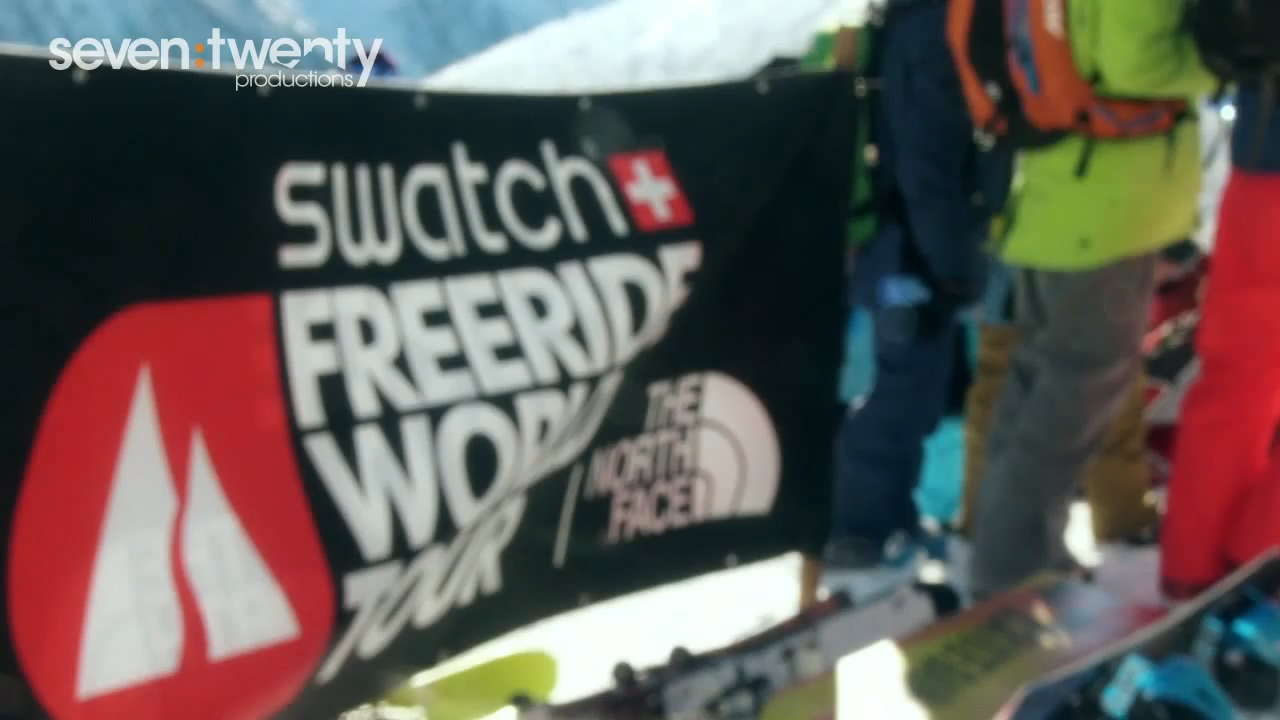 seven:twenty
productions
swatch
FREERIDE
WORLD
TOUR
THE
NORTH
FACE